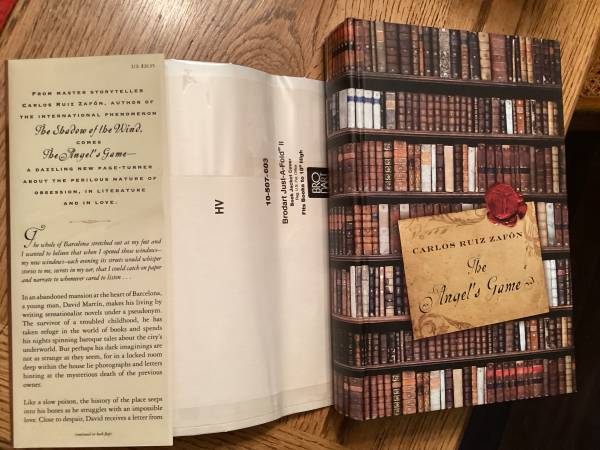 U.S. $26.95
FROM MASTER STORYTELLER
CARLOS RUIZ ZAFÓN, AUTHOR OF
THE INTERNATIONAL PHENOMENON
The Shadow of the Wind,
COMES
The Angel's Game—
A DAZZLING NEW PAGE-TURNER
ABOUT THE PERILOUS NATURE OF
OBSESSION, IN LITERATURE
AND IN LOVE.
The whole of Barcelona stretched out at my feet and
I wanted to believe that when I opened those windows—
my new windows—each evening its streets would whisper
stories to me, secrets in my ear, that I could catch on paper
and narrate to whomever cared to listen . . .
In an abandoned mansion at the heart of Barcelona,
a young man, David Martín, makes his living by
writing sensationalist novels under a pseudonym.
The survivor of a troubled childhood, he has
taken refuge in the world of books and spends
his nights spinning baroque tales about the city's
underworld. But perhaps his dark imaginings are
not as strange as they seem, for in a locked room
deep within the house lie photographs and letters
hinting at the mysterious death of the previous
owner.
Like a slow poison, the history of the place seeps
into his bones as he struggles with an impossible
love. Close to despair, David receives a letter from
continued on back flap
HV
10-507-003
Brodart Just-A-Fold™ II
Book Jacket Cover
Reg. U.S. Pat. Office
Fits Books to 10" High
BRO
DART
CARLOS RUIZ ZAFÓN
The
Angel's Game